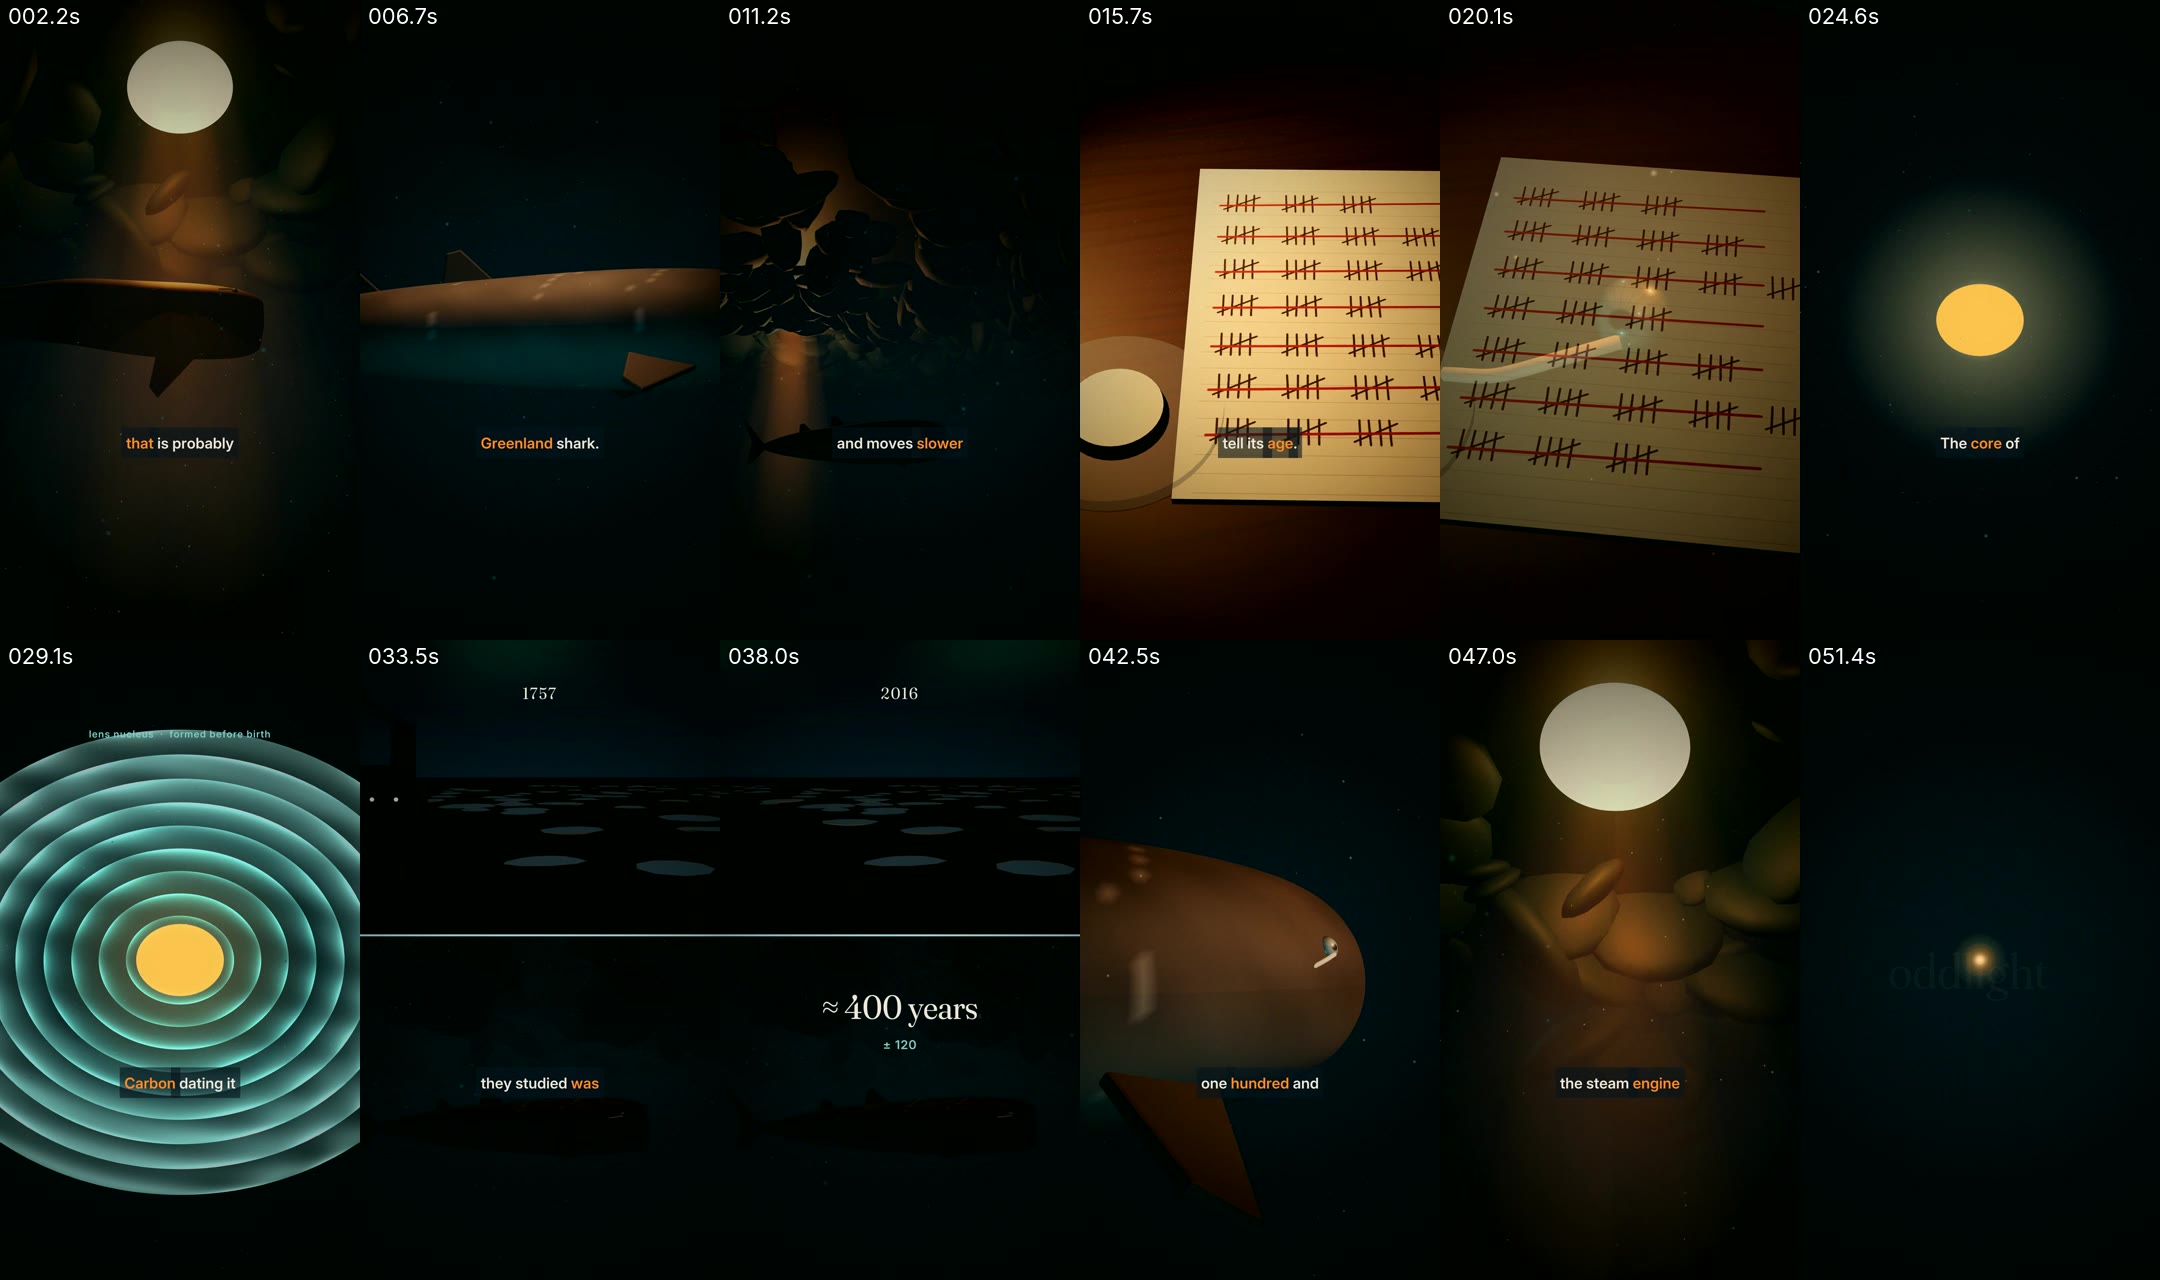 002.2s
that is probably
006.7s
Greenland shark.
011.2s
and moves slower
015.7s
tell its age.
020.1s
024.6s
The core of
029.1s
lens nucleus · formed before birth
Carbon dating it
033.5s
1757
they studied was
038.0s
2016
≈ 400 years
± 120
042.5s
one hundred and
047.0s
the steam engine
051.4s
oddlight